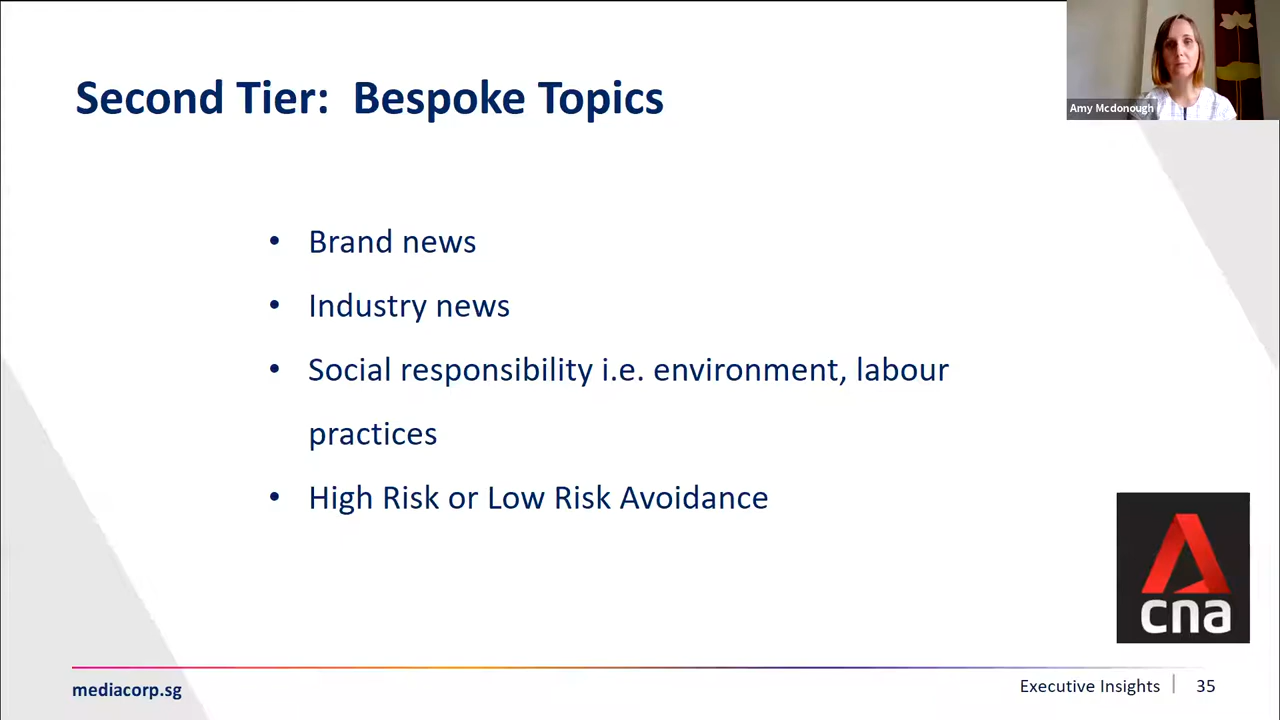 Second Tier: Bespoke Topics
Amy Mcdonough
• Brand news
• Industry news
• Social responsibility i.e. environment, labour
practices
• High Risk or Low Risk Avoidance
cna
mediacorp.sg
Executive Insights | 35